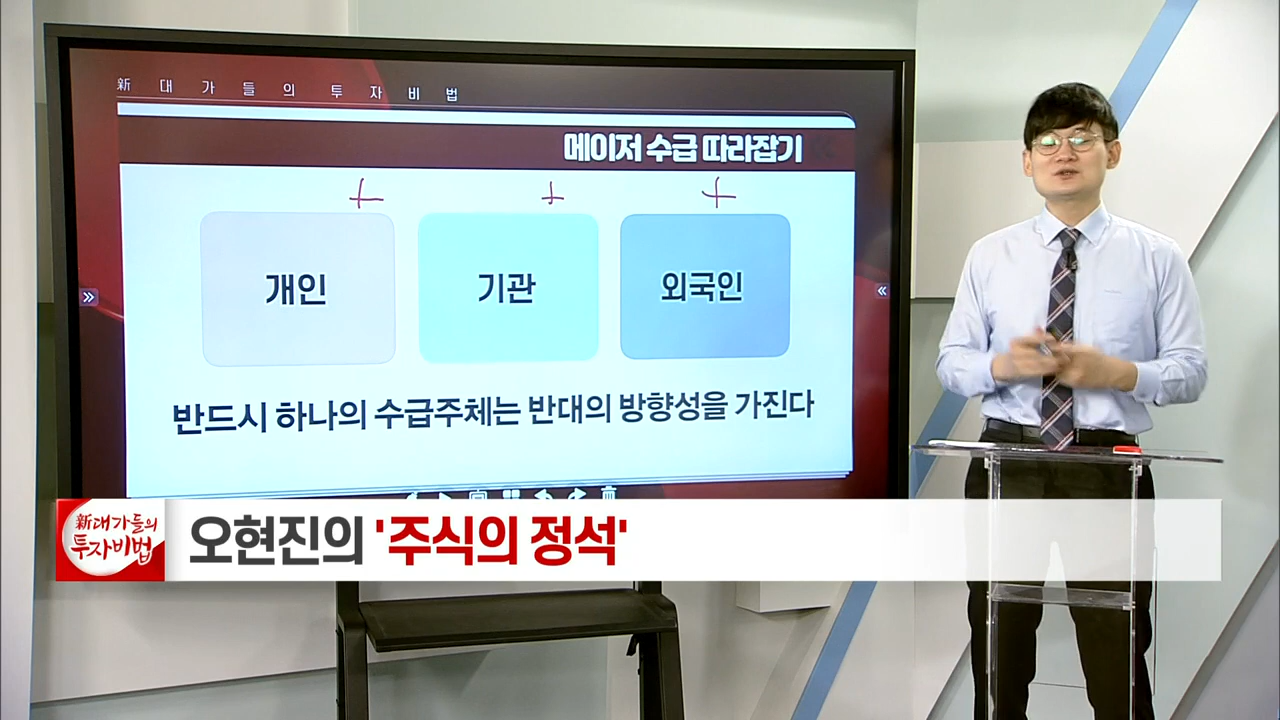 新 대 가 들 의 투 자 비 법
메이저 수급 따라잡기
+ + +
개인 기관 외국인
반드시 하나의 수급주체는 반대의 방향성을 가진다
新대가들의
투자비법
오현진의 '주식의 정석'